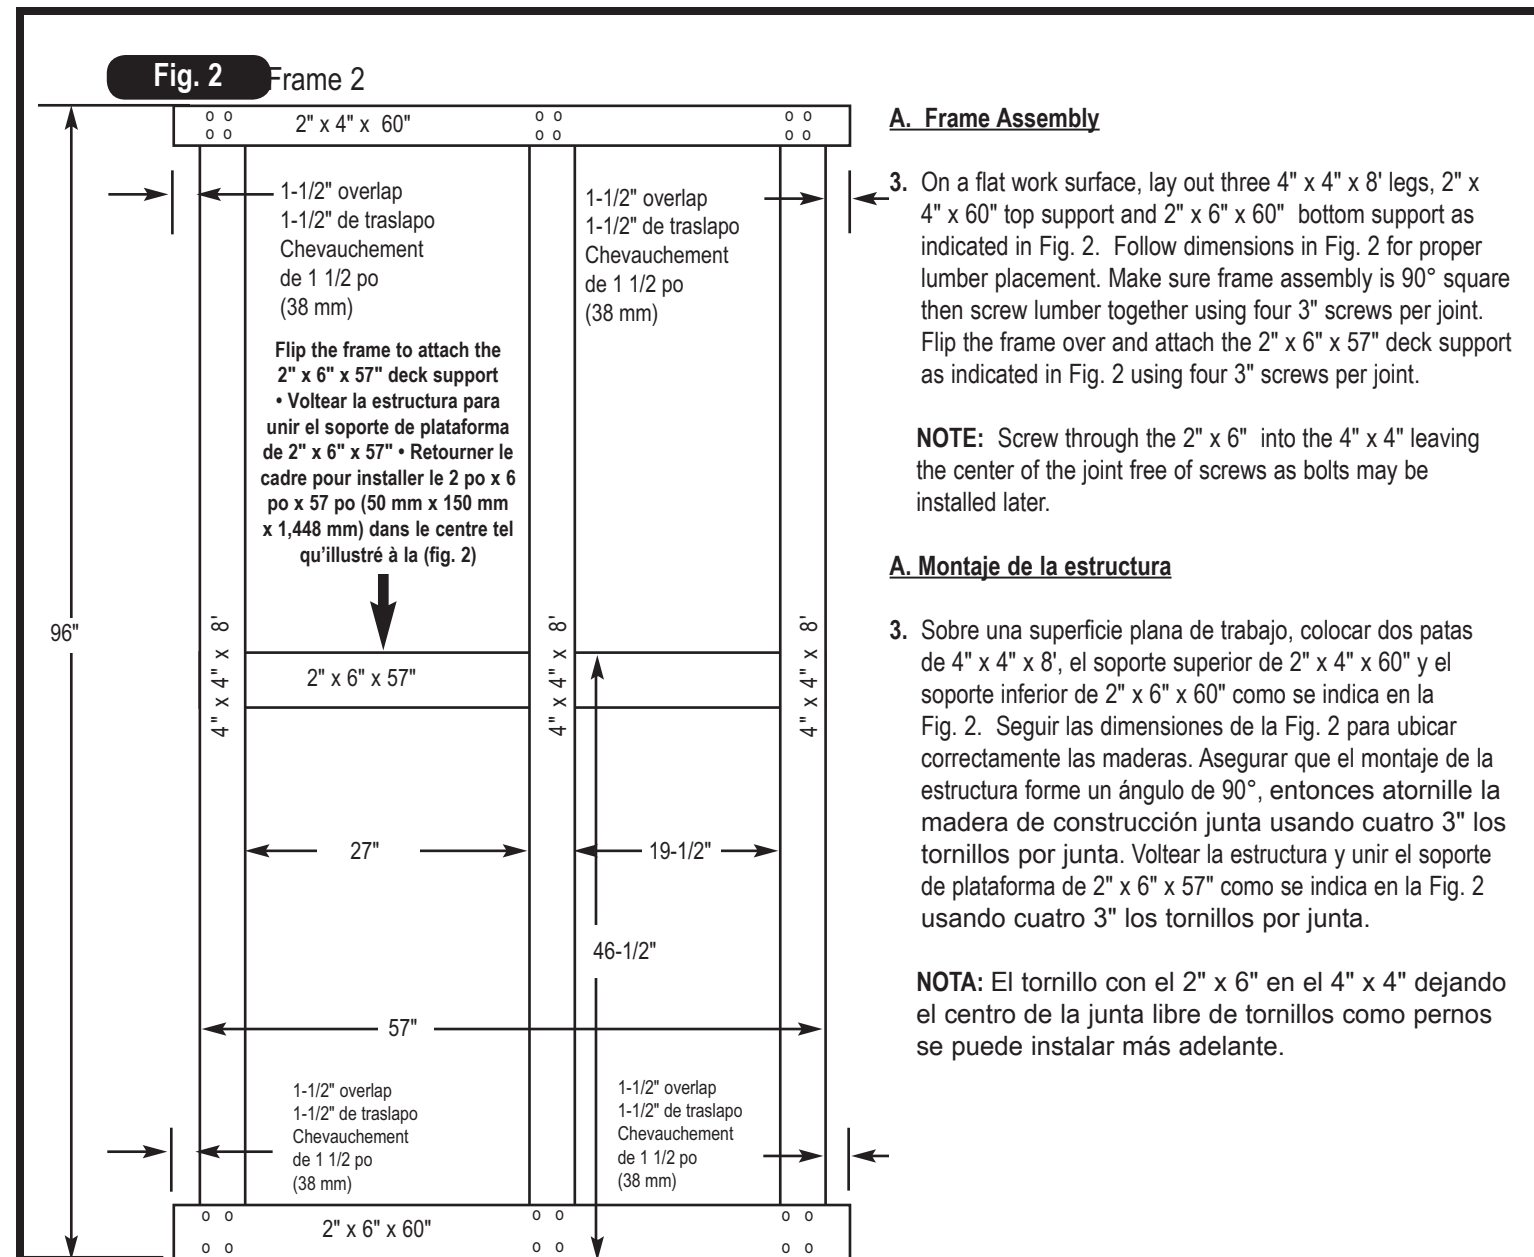 Fig. 2 Frame 2
2" x 4" x 60"
1-1/2" overlap
1-1/2" de traslapo
Chevauchement
de 1 1/2 po
(38 mm)
1-1/2" overlap
1-1/2" de traslapo
Chevauchement
de 1 1/2 po
(38 mm)
Flip the frame to attach the
2" x 6" x 57" deck support
• Voltear la estructura para
unir el soporte de plataforma
de 2" x 6" x 57" • Retourner le
cadre pour installer le 2 po x 6
po x 57 po (50 mm x 150 mm
x 1,448 mm) dans le centre tel
qu’illustré à la (fig. 2)
96"
4" x 4" x 8'
4" x 4" x 8'
4" x 4" x 8'
2" x 6" x 57"
27"
19-1/2"
46-1/2"
57"
1-1/2" overlap
1-1/2" de traslapo
Chevauchement
de 1 1/2 po
(38 mm)
1-1/2" overlap
1-1/2" de traslapo
Chevauchement
de 1 1/2 po
(38 mm)
2" x 6" x 60"
A. Frame Assembly
3. On a flat work surface, lay out three 4" x 4" x 8' legs, 2" x
4" x 60" top support and 2" x 6" x 60" bottom support as
indicated in Fig. 2. Follow dimensions in Fig. 2 for proper
lumber placement. Make sure frame assembly is 90° square
then screw lumber together using four 3" screws per joint.
Flip the frame over and attach the 2" x 6" x 57" deck support
as indicated in Fig. 2 using four 3" screws per joint.
NOTE: Screw through the 2" x 6" into the 4" x 4" leaving
the center of the joint free of screws as bolts may be
installed later.
A. Montaje de la estructura
3. Sobre una superficie plana de trabajo, colocar dos patas
de 4" x 4" x 8', el soporte superior de 2" x 4" x 60" y el
soporte inferior de 2" x 6" x 60" como se indica en la
Fig. 2. Seguir las dimensiones de la Fig. 2 para ubicar
correctamente las maderas. Asegurar que el montaje de la
estructura forme un ángulo de 90°, entonces atornille la
madera de construcción junta usando cuatro 3" los
tornillos por junta. Voltear la estructura y unir el soporte
de plataforma de 2" x 6" x 57" como se indica en la Fig. 2
usando cuatro 3" los tornillos por junta.
NOTA: El tornillo con el 2" x 6" en el 4" x 4" dejando
el centro de la junta libre de tornillos como pernos
se puede instalar más adelante.